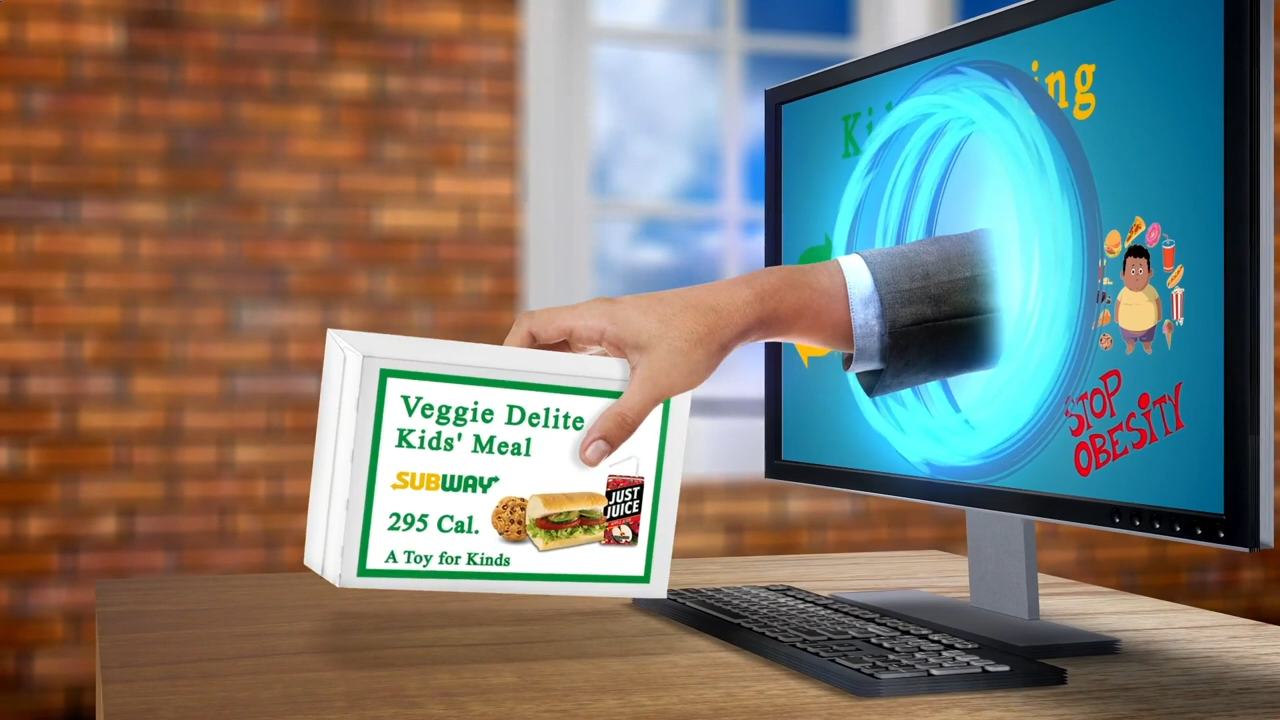 Veggie Delite
Kids' Meal
SUBWAY
295 Cal.
A Toy for Kinds
JUST
JUICE
STOP
OBESITY